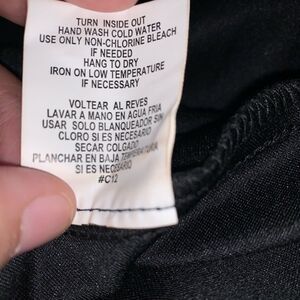 TURN INSIDE OUT
HAND WASH COLD WATER
USE ONLY NON-CHLORINE BLEACH
IF NEEDED
HANG TO DRY
IRON ON LOW TEMPERATURE
IF NECESSARY
VOLTEAR AL REVES
LAVAR A MANO EN AGUA FRIA
USAR SOLO BLANQUEADOR SIN
CLORO SI ES NECESARIO
SECAR COLGADO
PLANCHAR EN BAJA TEMPERATURA
SI ES NECESARIO
#C12